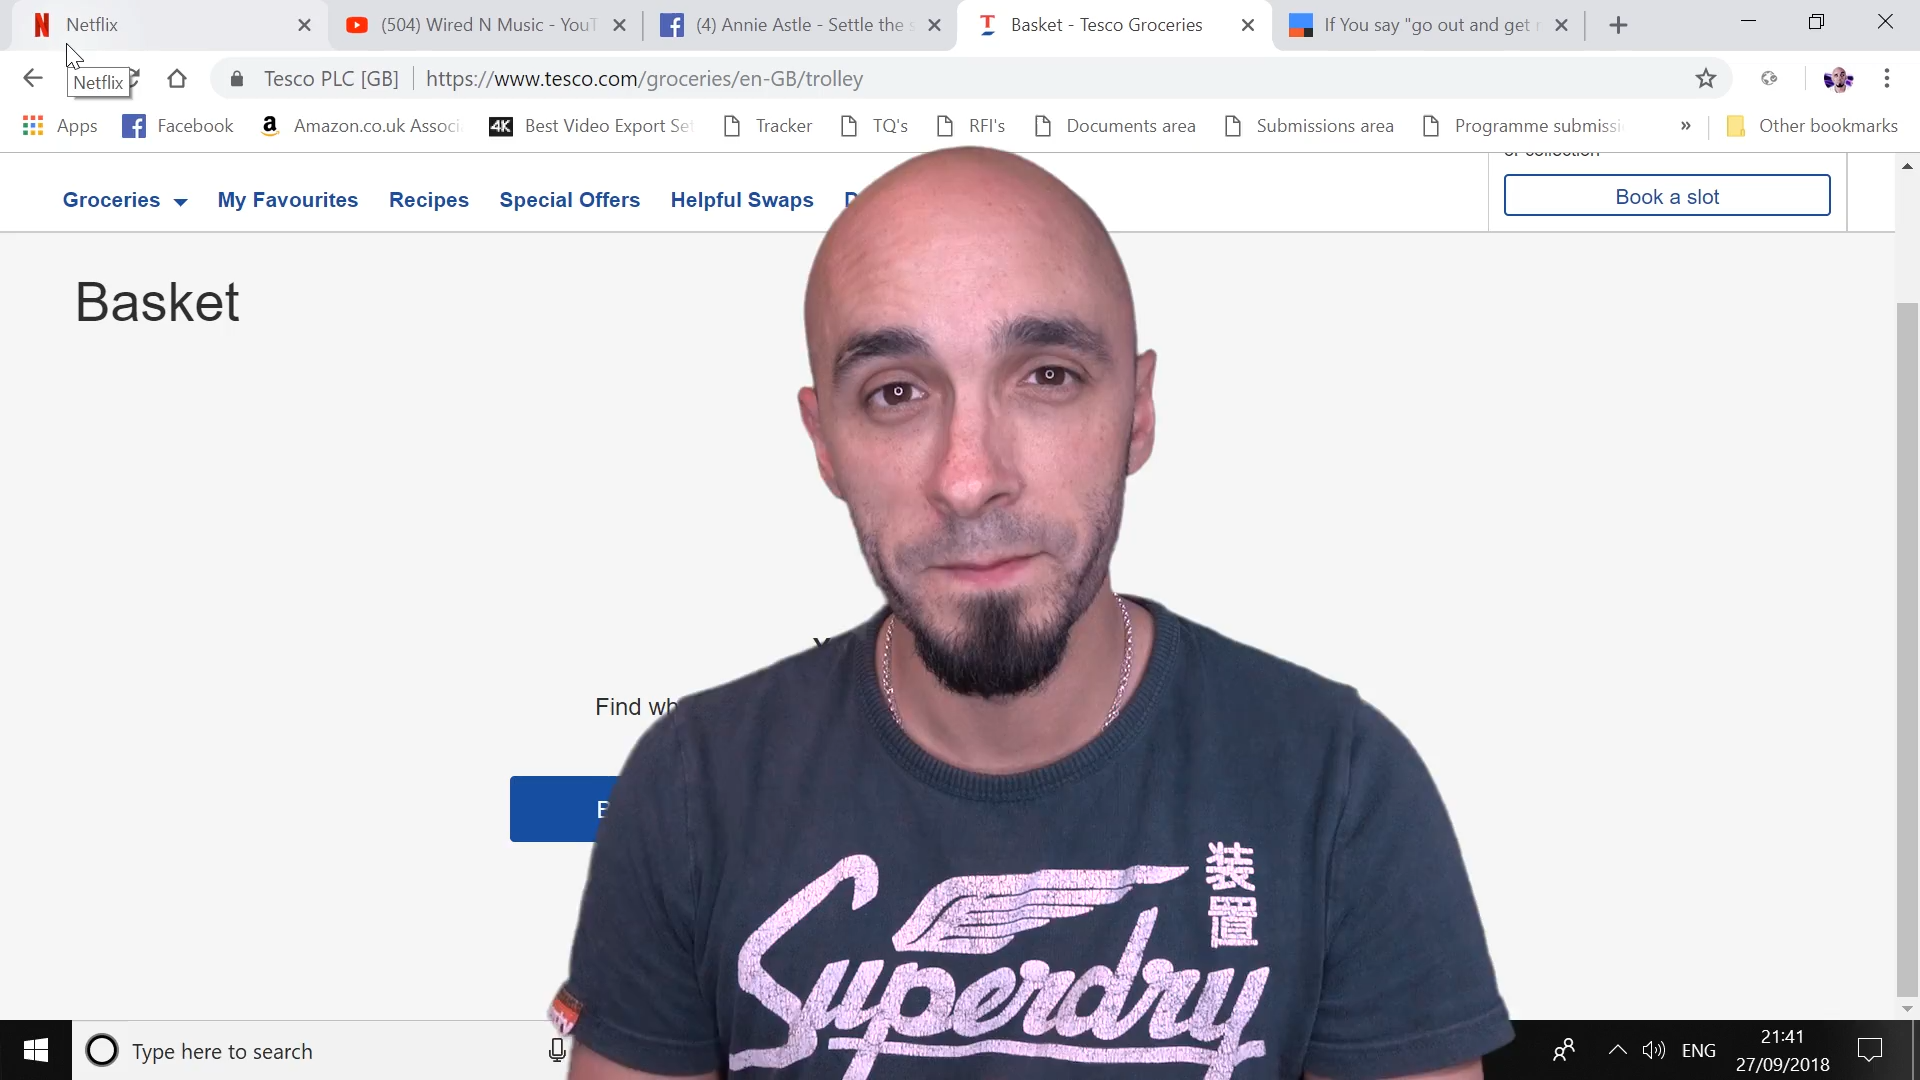 Netflix
(504) Wired N Music - YouT
(4) Annie Astle - Settle the s
Basket - Tesco Groceries
If You say "go out and get
Netflix
Tesco PLC [GB]
https://www.tesco.com/groceries/en-GB/trolley
Apps
Facebook
Amazon.co.uk Associ
Best Video Export Set
Tracker
TQ's
RFI's
Documents area
Submissions area
Programme submissi
»
Other bookmarks
or collection
Groceries
My Favourites
Recipes
Special Offers
Helpful Swaps
Book a slot
Basket
Find wh
装置
Superdry
Type here to search
ENG
21:41
27/09/2018